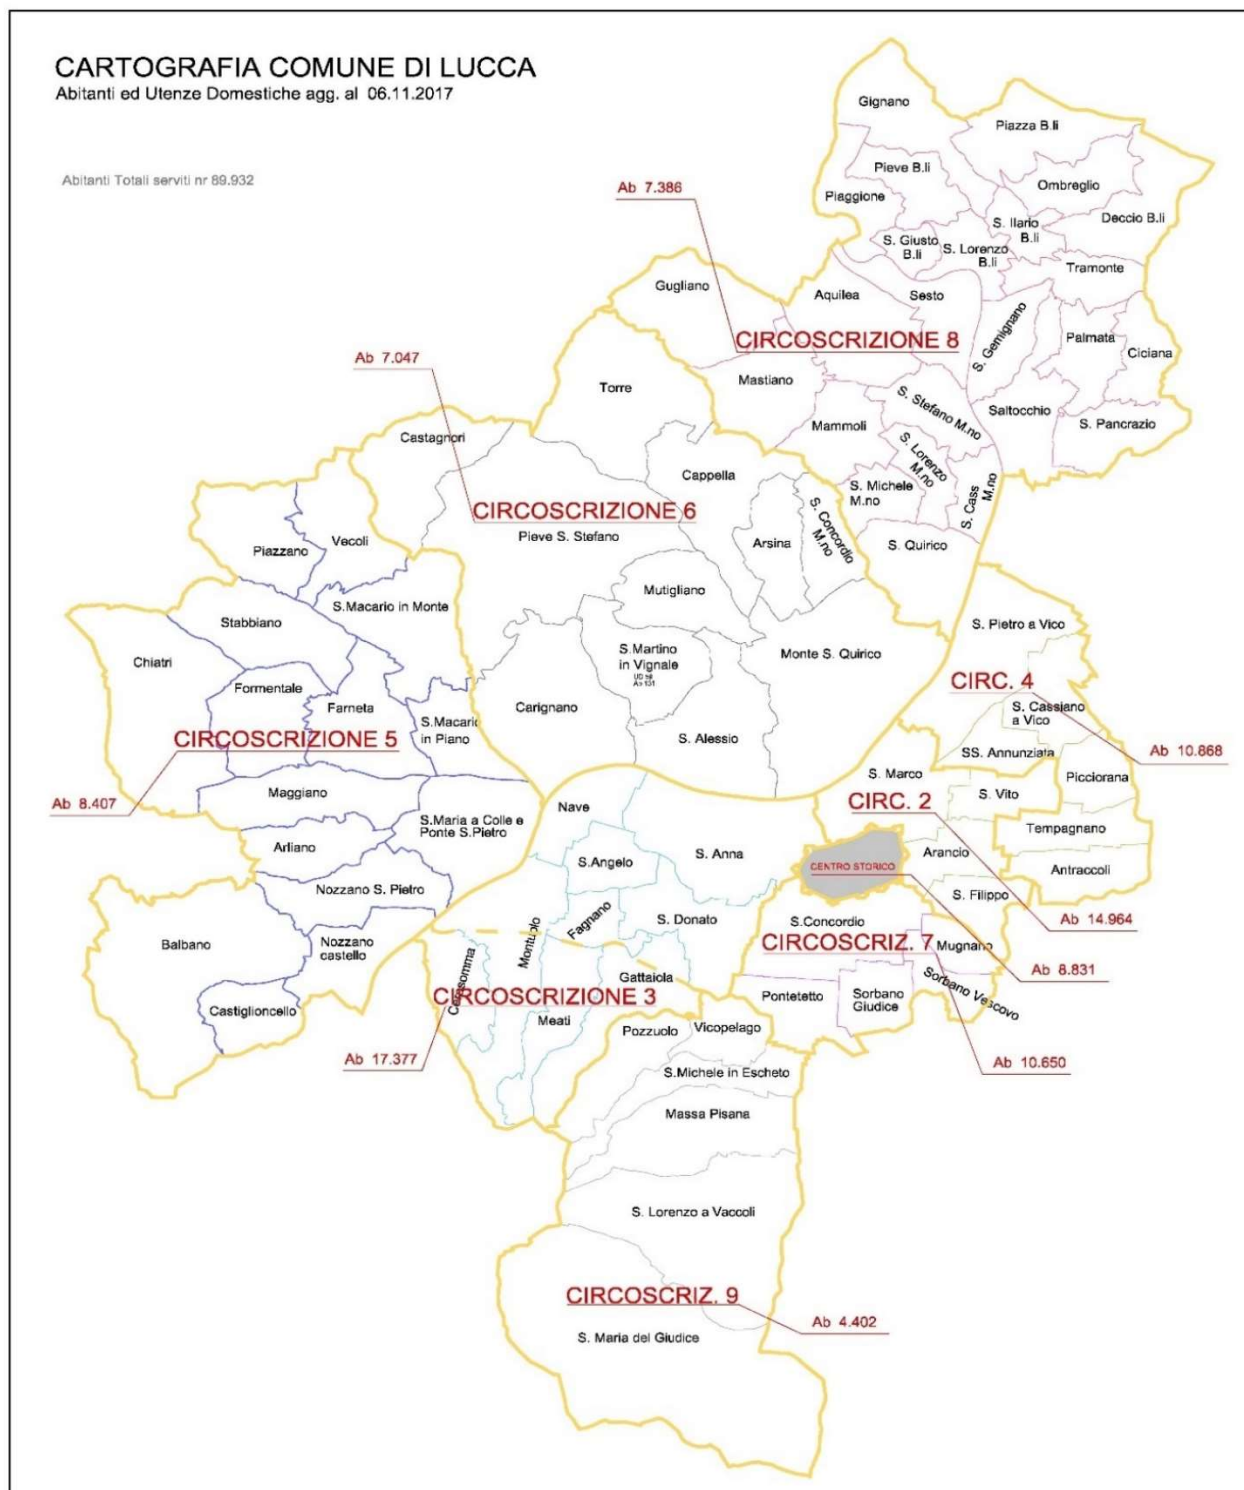 CARTOGRAFIA COMUNE DI LUCCA
Abitanti ed Utenze Domestiche agg. al 06.11.2017
Abitanti Totali serviti nr 89.932
Gignano
Piazza B.li
Pieve B.li
Ombreglio
Piaggione
Ab 7.386
S. Ilario
B.li
Deccio B.li
S. Giusto
B.li
S. Lorenzo
B.li
Tramonte
Gugliano
Aquilea
Sesto
S. Gemignano
Palmata
Ciciana
CIRCOSCRIZIONE 8
Ab 7.047
Torre
Mastiano
S. Stefano M.no
Saltocchio
S. Pancrazio
Castagnori
Mammoli
S. Lorenzo
M.no
Cappella
S. Michele
M.no
S. Cass
M.no
CIRCOSCRIZIONE 6
Pieve S. Stefano
Arsina
S. Concordio
M.no
S. Quirico
Vecoli
Piazzano
Mutigliano
S.Macario in Monte
Stabbiano
S. Pietro a Vico
Chiatri
S.Martino
in Vignale
Ab 131
Monte S. Quirico
Formentale
CIRC. 4
Farneta
Carignano
S. Cassiano
a Vico
S.Macario
in Piano
CIRCOSCRIZIONE 5
S. Alessio
SS. Annunziata
Ab 10.868
S. Marco
Picciorana
Ab 8.407
Maggiano
Nave
S. Vito
CIRC. 2
S.Maria a Colle e
Ponte S.Pietro
Tempagnano
Arliano
S.Angelo
S. Anna
Arancio
CENTRO STORICO
Antraccoli
Nozzano S. Pietro
S. Filippo
Fagnano
S. Donato
S.Concordio
Ab 14.964
Balbano
Nozzano
castello
Montuolo
CIRCOSCRIZ. 7
Mugnano
Cerasomma
Gattaiola
Ab 8.831
Sorbano Vescovo
CIRCOSCRIZIONE 3
Pontetetto
Sorbano
Giudice
Castiglioncello
Meati
Pozzuolo
Vicopelago
Ab 17.377
Ab 10.650
S.Michele in Escheto
Massa Pisana
S. Lorenzo a Vaccoli
CIRCOSCRIZ. 9
Ab 4.402
S. Maria del Giudice